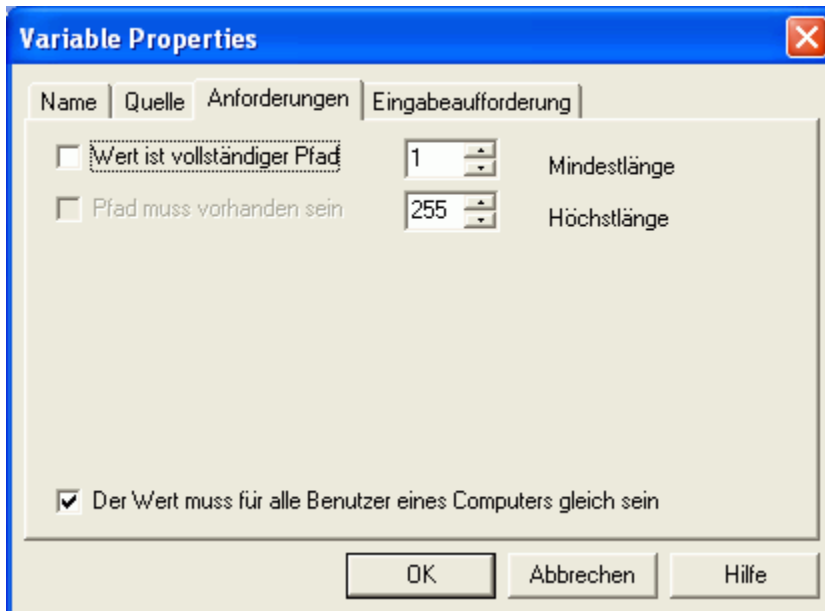 Variable Properties
Name Quelle Anforderungen Eingabeaufforderung
Wert ist vollständiger Pfad 1 Mindestlänge
Pfad muss vorhanden sein 255 Höchstlänge
Der Wert muss für alle Benutzer eines Computers gleich sein
OK Abbrechen Hilfe